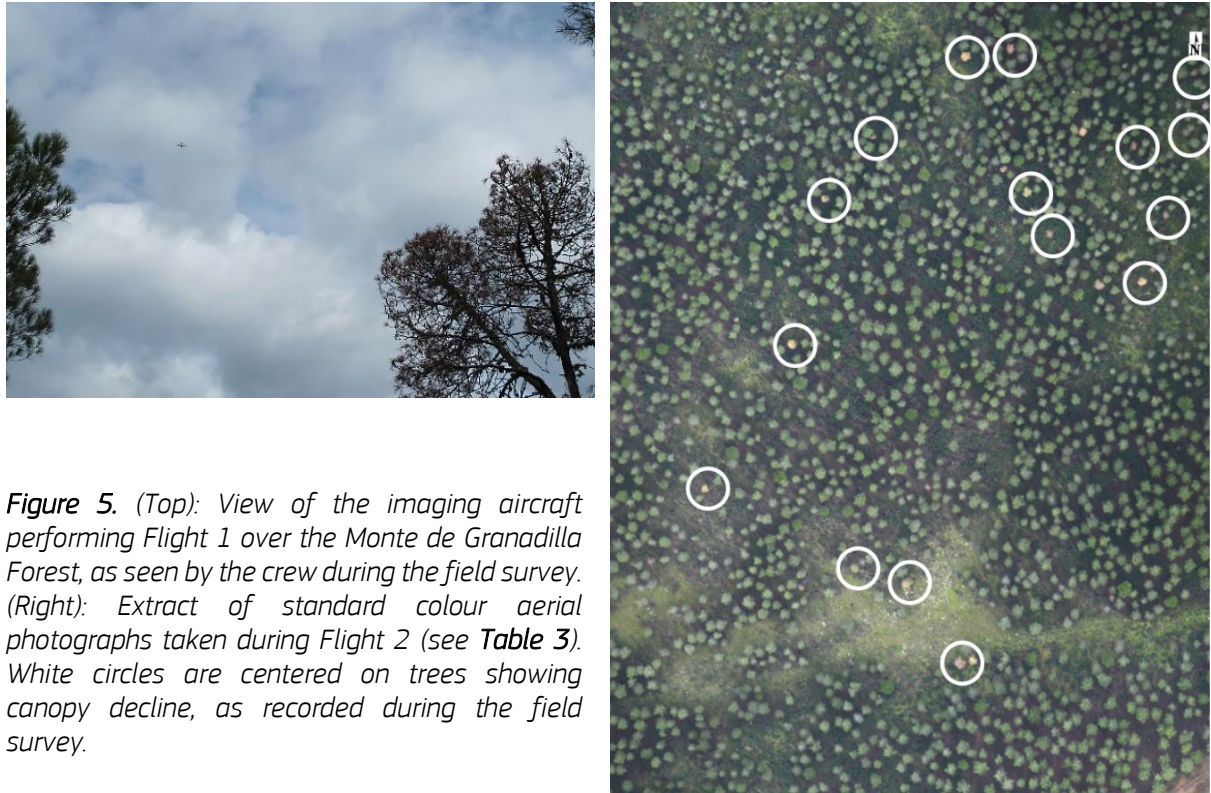 N
Figure 5. (Top): View of the imaging aircraft
performing Flight 1 over the Monte de Granadilla
Forest, as seen by the crew during the field survey.
(Right): Extract of standard colour aerial
photographs taken during Flight 2 (see Table 3).
White circles are centered on trees showing
canopy decline, as recorded during the field
survey.